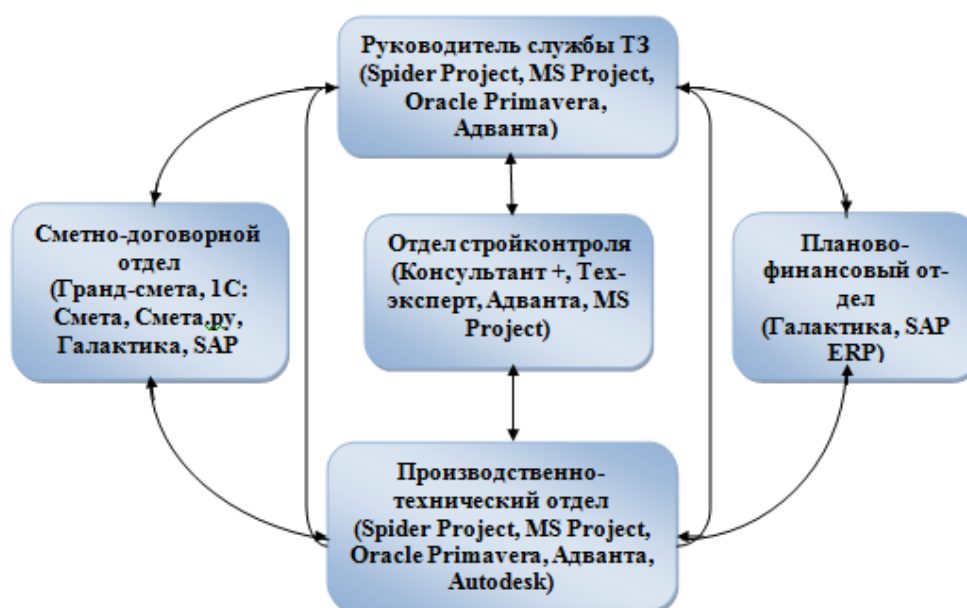 Руководитель службы ТЗ
(Spider Project, MS Project,
Oracle Primavera,
Адванта)
Сметно-договорной
отдел
(Гранд-смета, 1С:
Смета, Смета.ру,
Галактика, SAP
Отдел стройконтроля
(Консультант +, Тех-
эксперт, Адванта, MS
Project)
Планово-
финансовый от-
дел
(Галактика, SAP
ERP)
Производственно-
технический отдел
(Spider Project, MS Project,
Oracle Primavera, Адванта,
Autodesk)